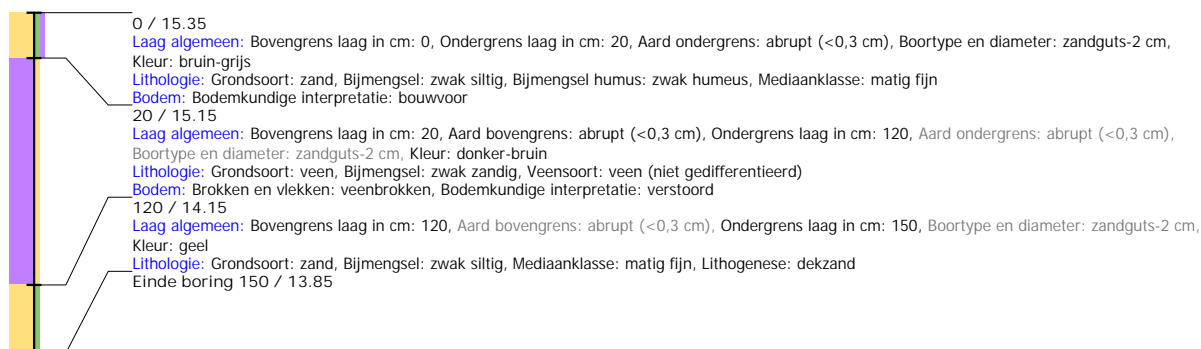 0 / 15.35
Laag algemeen: Bovengrens laag in cm: 0, Ondergrens laag in cm: 20, Aard ondergrens: abrupt (<0,3 cm), Boortype en diameter: zandguts-2 cm,
Kleur: bruin-grijs
Lithologie: Grondsoort: zand, Bijmengsel: zwak siltig, Bijmengsel humus: zwak humeus, Mediaanklasse: matig fijn
Bodem: Bodemkundige interpretatie: bouwvoor
20 / 15.15
Laag algemeen: Bovengrens laag in cm: 20, Aard bovengrens: abrupt (<0,3 cm), Ondergrens laag in cm: 120, Aard ondergrens: abrupt (<0,3 cm),
Boortype en diameter: zandguts-2 cm, Kleur: donker-bruin
Lithologie: Grondsoort: veen, Bijmengsel: zwak zandig, Veensoort: veen (niet gedifferentieerd)
Bodem: Brokken en vlekken: veenbrokken, Bodemkundige interpretatie: verstoord
120 / 14.15
Laag algemeen: Bovengrens laag in cm: 120, Aard bovengrens: abrupt (<0,3 cm), Ondergrens laag in cm: 150, Boortype en diameter: zandguts-2 cm,
Kleur: geel
Lithologie: Grondsoort: zand, Bijmengsel: zwak siltig, Mediaanklasse: matig fijn, Lithogenese: dekzand
Einde boring 150 / 13.85